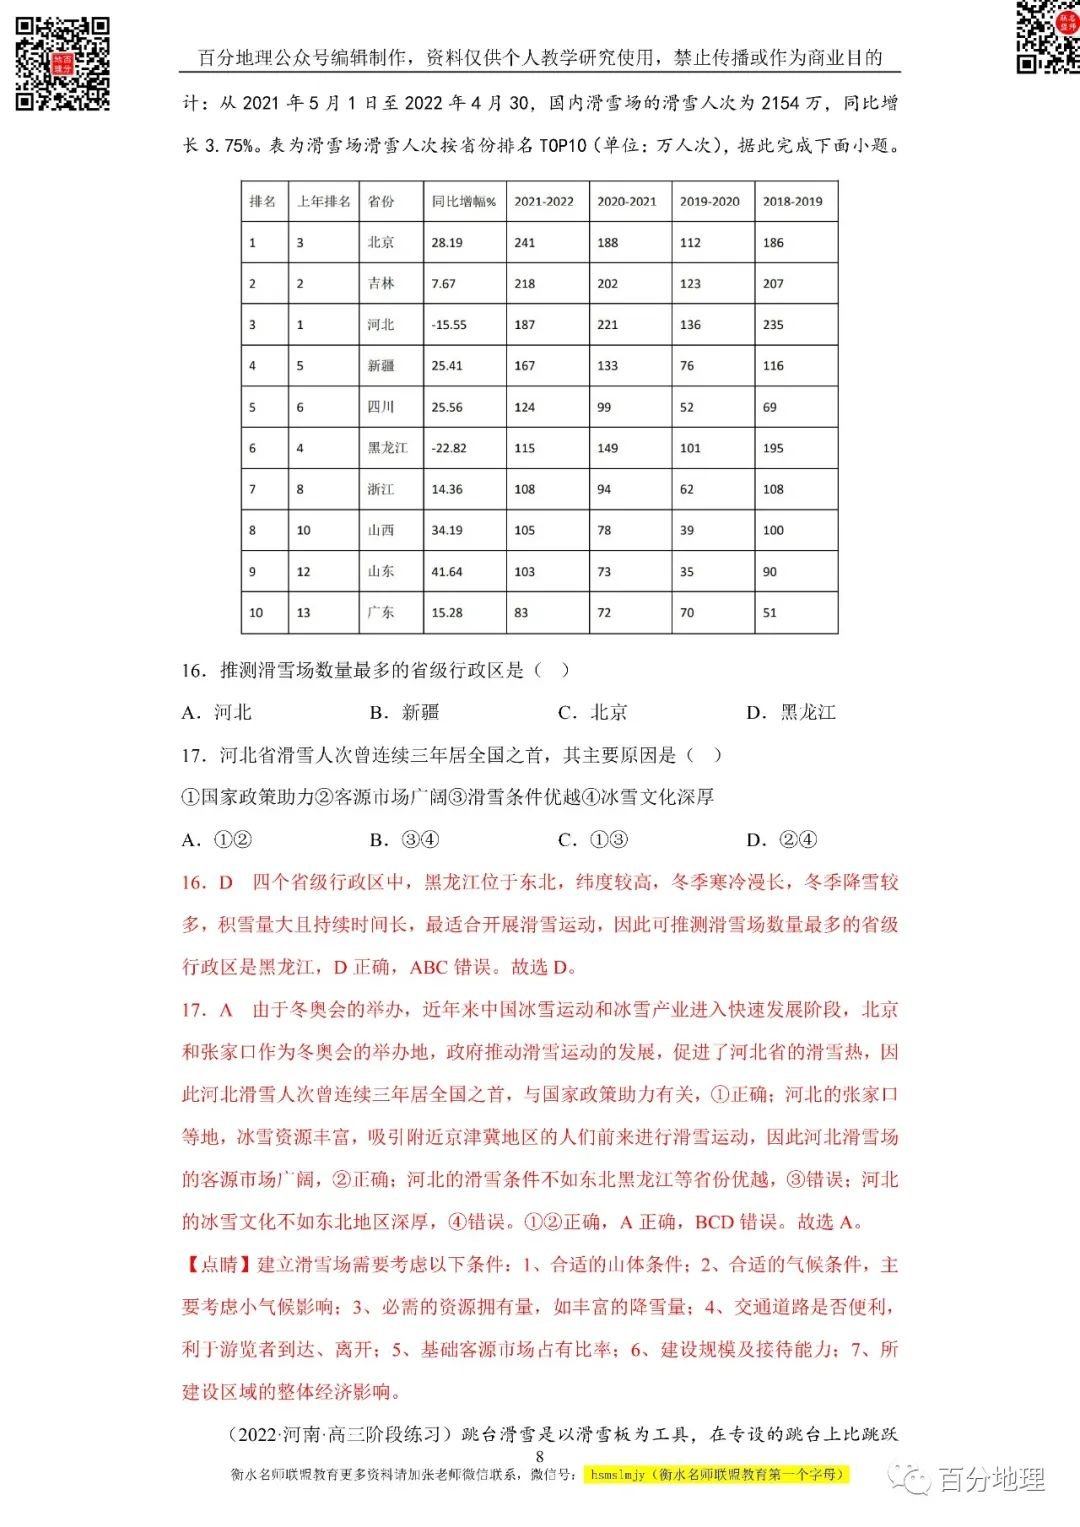 百分地理公众号编辑制作，资料仅供个人教学研究使用，禁止传播或作为商业目的
计：从 2021 年 5 月 1 日至 2022 年 4 月 30，国内滑雪场的滑雪人次为 2154 万，同比增
长 3.75%。表为滑雪场滑雪人次按省份排名 TOP10（单位：万人次），据此完成下面小题。
排名 上年排名 省份 同比增幅% 2021-2022 2020-2021 2019-2020 2018-2019
1 3 北京 28.19 241 188 112 186
2 2 吉林 7.67 218 202 123 207
3 1 河北 -15.55 187 221 136 235
4 5 新疆 25.41 167 133 76 116
5 6 四川 25.56 124 99 52 69
6 4 黑龙江 -22.82 115 149 101 195
7 8 浙江 14.36 108 94 62 108
8 10 山西 34.19 105 78 39 100
9 12 山东 41.64 103 73 35 90
10 13 广东 15.28 83 72 70 51
16．推测滑雪场数量最多的省级行政区是（ ）
A．河北 B．新疆 C．北京 D．黑龙江
17．河北省滑雪人次曾连续三年居全国之首，其主要原因是（ ）
①国家政策助力②客源市场广阔③滑雪条件优越④冰雪文化深厚
A．①② B．③④ C．①③ D．②④
16．D 四个省级行政区中，黑龙江位于东北，纬度较高，冬季寒冷漫长，冬季降雪较
多，积雪量大且持续时间长，最适合开展滑雪运动，因此可推测滑雪场数量最多的省级
行政区是黑龙江，D 正确，ABC 错误。故选 D。
17．A 由于冬奥会的举办，近年来中国冰雪运动和冰雪产业进入快速发展阶段，北京
和张家口作为冬奥会的举办地，政府推动滑雪运动的发展，促进了河北省的滑雪热，因
此河北滑雪人次曾连续三年居全国之首，与国家政策助力有关，①正确；河北的张家口
等地，冰雪资源丰富，吸引附近京津冀地区的人们前来进行滑雪运动，因此河北滑雪场
的客源市场广阔，②正确；河北的滑雪条件不如东北黑龙江等省份优越，③错误；河北
的冰雪文化不如东北地区深厚，④错误。①②正确，A 正确，BCD 错误。故选 A。
【点睛】建立滑雪场需要考虑以下条件：1、合适的山体条件；2、合适的气候条件，主
要考虑小气候影响；3、必需的资源拥有量，如丰富的降雪量；4、交通道路是否便利，
利于游览者到达、离开；5、基础客源市场占有比率；6、建设规模及接待能力；7、所
建设区域的整体经济影响。
（2022·河南·高三阶段练习）跳台滑雪是以滑雪板为工具，在专设的跳台上比跳跃
8
衡水名师联盟教育更多资料请加张老师微信联系，微信号： hsmslmjy（衡水名师联盟教育第一个字母）
百分地理